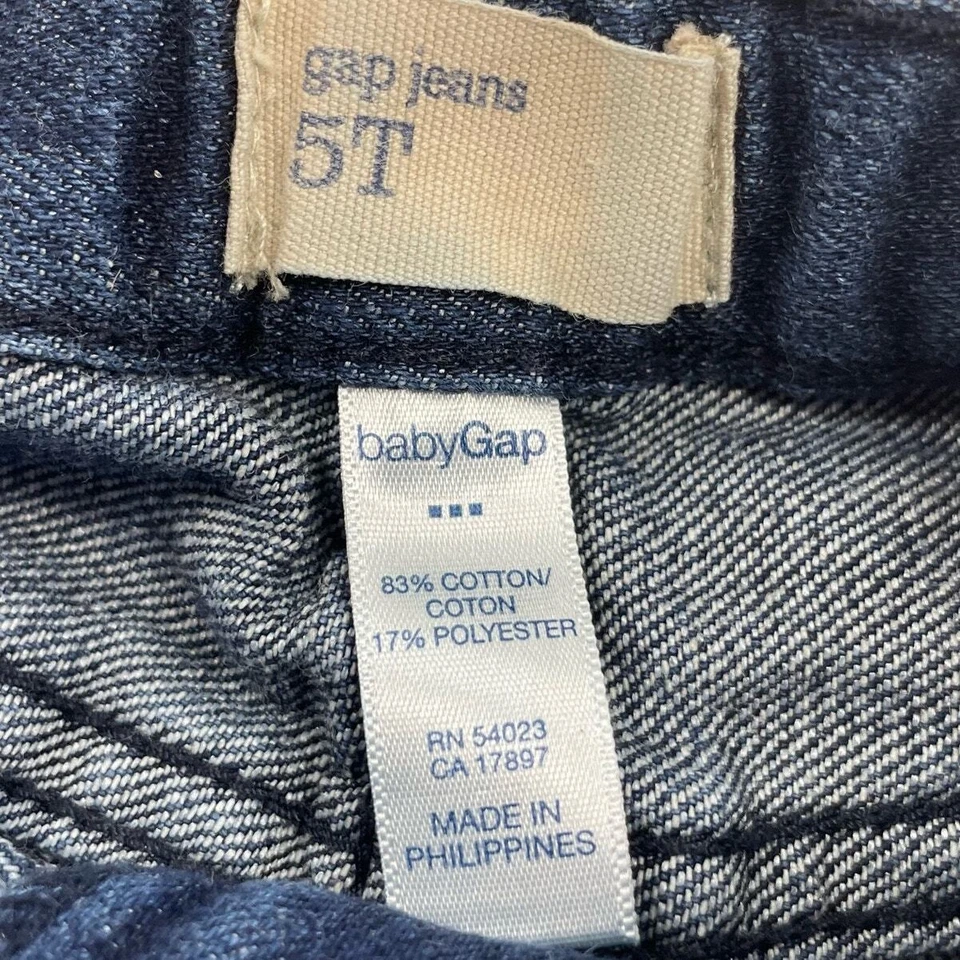 gap jeans
5T
babyGap
83% COTTON/
COTON
17% POLYESTER
RN 54023
CA 17897
MADE IN
PHILIPPINES